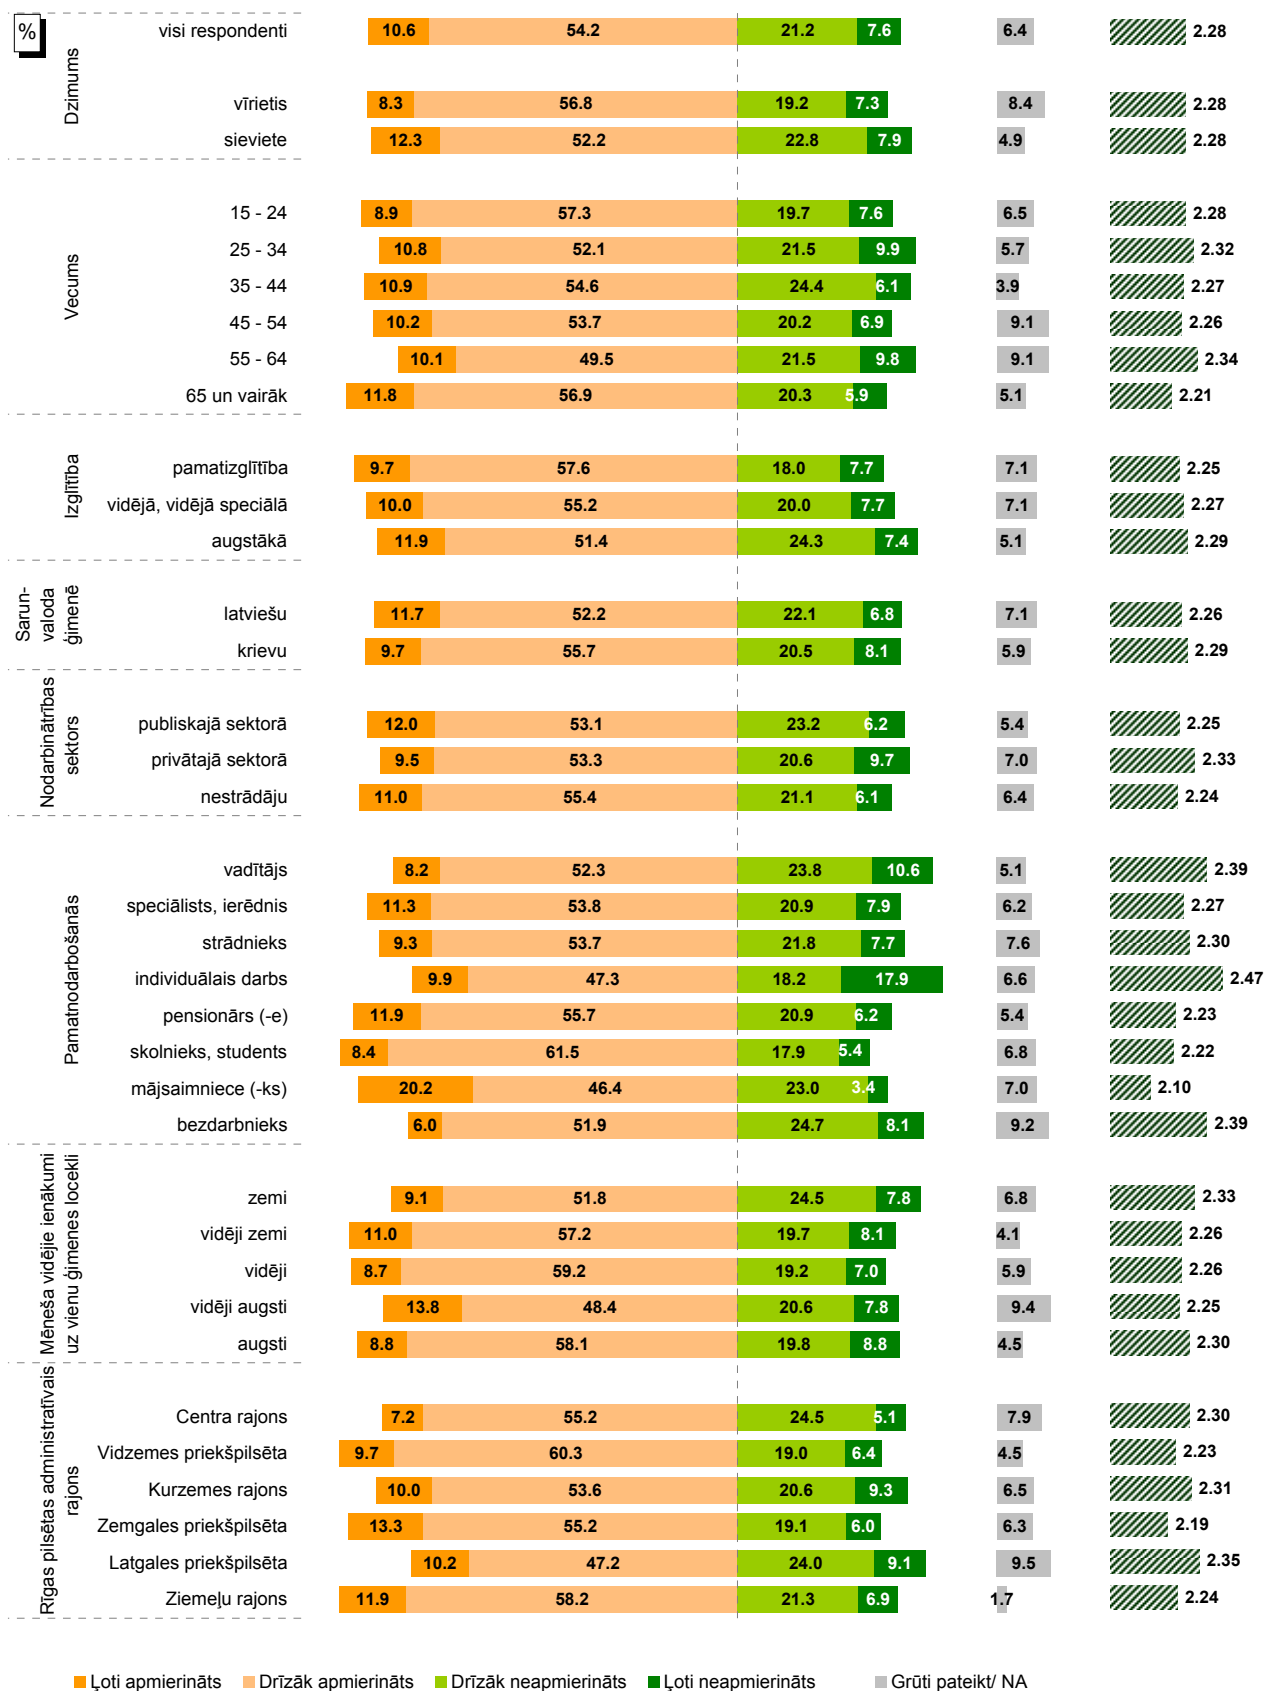 %
Dzimums
visi respondenti 10.6 54.2 21.2 7.6 6.4 2.28
vīrietis 8.3 56.8 19.2 7.3 8.4 2.28
sieviete 12.3 52.2 22.8 7.9 4.9 2.28
Vecums
15 - 24 8.9 57.3 19.7 7.6 6.5 2.28
25 - 34 10.8 52.1 21.5 9.9 5.7 2.32
35 - 44 10.9 54.6 24.4 6.1 3.9 2.27
45 - 54 10.2 53.7 20.2 6.9 9.1 2.26
55 - 64 10.1 49.5 21.5 9.8 9.1 2.34
65 un vairāk 11.8 56.9 20.3 5.9 5.1 2.21
Izglītība
pamatizglītība 9.7 57.6 18.0 7.7 7.1 2.25
vidējā, vidējā speciālā 10.0 55.2 20.0 7.7 7.1 2.27
augstākā 11.9 51.4 24.3 7.4 5.1 2.29
Sarun-
valoda
ģimenē
latviešu 11.7 52.2 22.1 6.8 7.1 2.26
krievu 9.7 55.7 20.5 8.1 5.9 2.29
Nodarbinātrības
sektors
publiskajā sektorā 12.0 53.1 23.2 6.2 5.4 2.25
privātajā sektorā 9.5 53.3 20.6 9.7 7.0 2.33
nestrādāju 11.0 55.4 21.1 6.1 6.4 2.24
Pamatnodarbošanās
vadītājs 8.2 52.3 23.8 10.6 5.1 2.39
speciālists, ierēdnis 11.3 53.8 20.9 7.9 6.2 2.27
strādnieks 9.3 53.7 21.8 7.7 7.6 2.30
individuālais darbs 9.9 47.3 18.2 17.9 6.6 2.47
pensionārs (-e) 11.9 55.7 20.9 6.2 5.4 2.23
skolnieks, students 8.4 61.5 17.9 5.4 6.8 2.22
mājsaimniece (-ks) 20.2 46.4 23.0 3.4 7.0 2.10
bezdarbnieks 6.0 51.9 24.7 8.1 9.2 2.39
Mēneša vidējie ienākumi
uz vienu ģimenes locekli
zemi 9.1 51.8 24.5 7.8 6.8 2.33
vidēji zemi 11.0 57.2 19.7 8.1 4.1 2.26
vidēji 8.7 59.2 19.2 7.0 5.9 2.26
vidēji augsti 13.8 48.4 20.6 7.8 9.4 2.25
augsti 8.8 58.1 19.8 8.8 4.5 2.30
Rīgas pilsētas administratīvais
rajons
Centra rajons 7.2 55.2 24.5 5.1 7.9 2.30
Vidzemes priekšpilsēta 9.7 60.3 19.0 6.4 4.5 2.23
Kurzemes rajons 10.0 53.6 20.6 9.3 6.5 2.31
Zemgales priekšpilsēta 13.3 55.2 19.1 6.0 6.3 2.19
Latgales priekšpilsēta 10.2 47.2 24.0 9.1 9.5 2.35
Ziemeļu rajons 11.9 58.2 21.3 6.9 1.7 2.24
Ļoti apmierināts Drīzāk apmierināts Drīzāk neapmierināts Ļoti neapmierināts Grūti pateikt/ NA